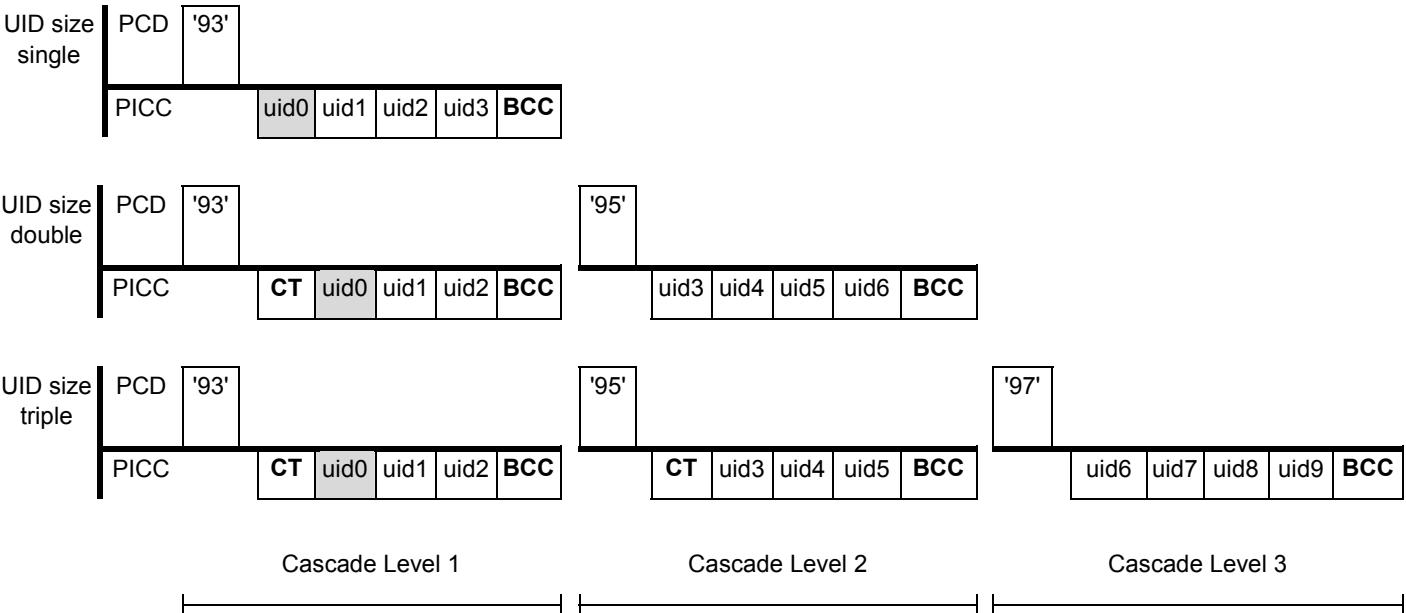 UID size PCD '93'
single
PICC uid0 uid1 uid2 uid3 BCC
UID size PCD '93' '95'
double
PICC CT uid0 uid1 uid2 BCC uid3 uid4 uid5 uid6 BCC
UID size PCD '93' '95' '97'
triple
PICC CT uid0 uid1 uid2 BCC CT uid3 uid4 uid5 BCC uid6 uid7 uid8 uid9 BCC
Cascade Level 1 Cascade Level 2 Cascade Level 3